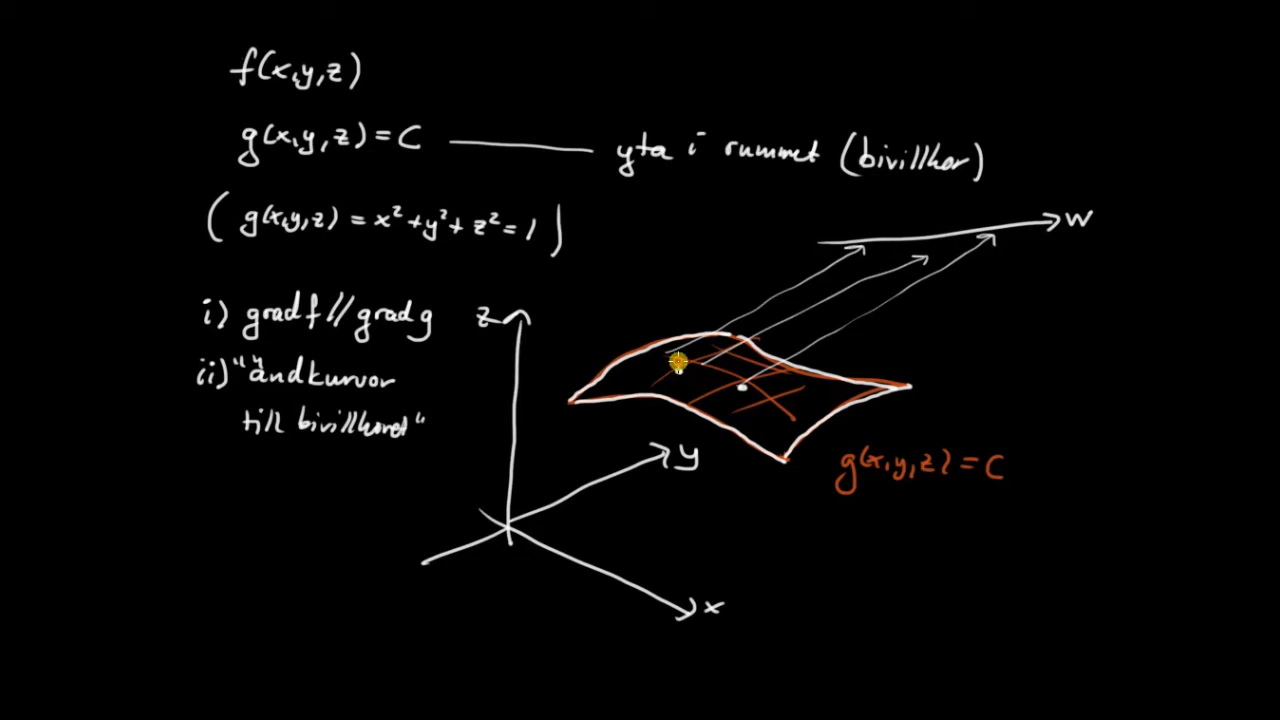 f(x,y,z)
g(x,y,z) = C
yta i rummet (bivillkor)
( g(x,y,z) = x² + y² + z² = 1 )
w
i) grad f // grad g
z
ii) "ändkurvor
till bivillkoret"
y
g(x,y,z) = C
x